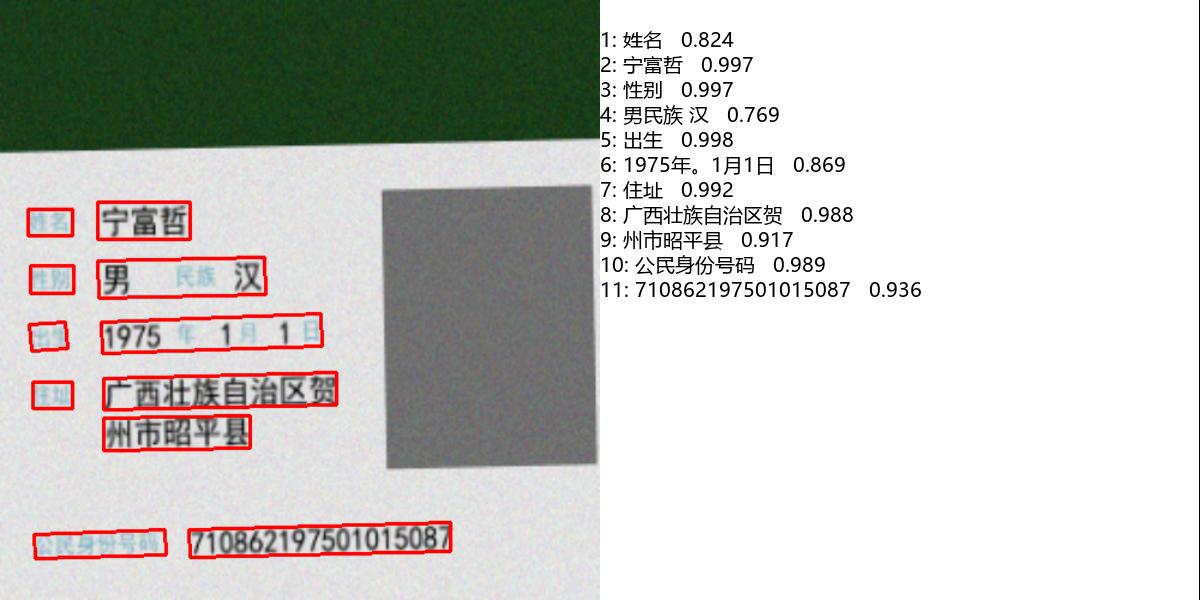 姓名 宁富哲
性别 男 民族 汉
出生 1975 年 1 月 1 日
住址 广西壮族自治区贺
州市昭平县
公民身份号码 710862197501015087
1: 姓名 0.824
2: 宁富哲 0.997
3: 性别 0.997
4: 男民族 汉 0.769
5: 出生 0.998
6: 1975年。1月1日 0.869
7: 住址 0.992
8: 广西壮族自治区贺 0.988
9: 州市昭平县 0.917
10: 公民身份号码 0.989
11: 710862197501015087 0.936